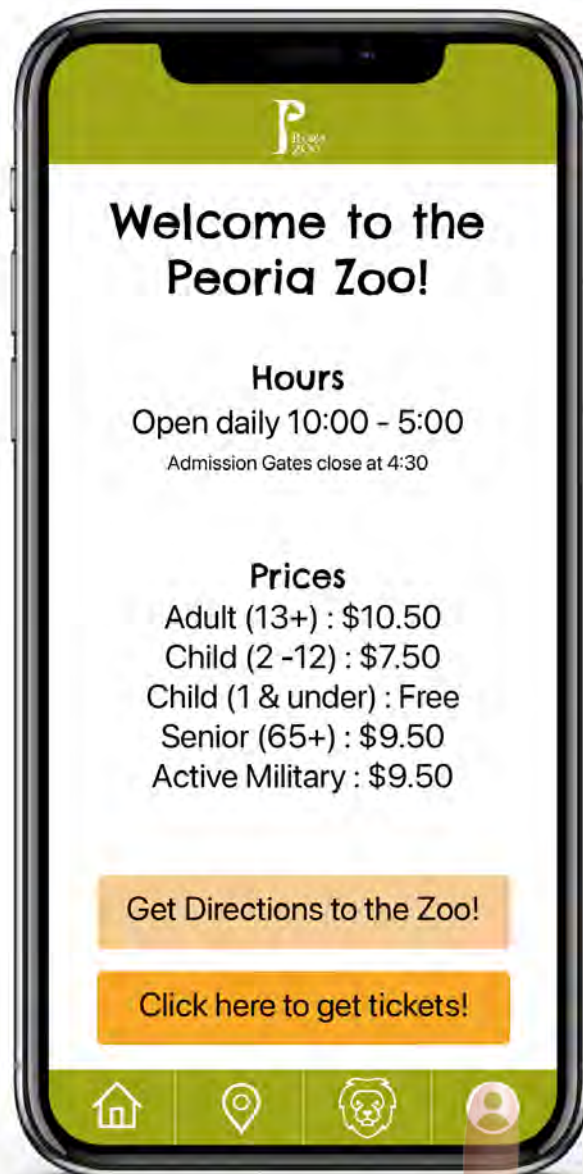 PEORIA
ZOO
Welcome to the
Peoria Zoo!
Hours
Open daily 10:00 - 5:00
Admission Gates close at 4:30
Prices
Adult (13+) : $10.50
Child (2 -12) : $7.50
Child (1 & under) : Free
Senior (65+) : $9.50
Active Military : $9.50
Get Directions to the Zoo!
Click here to get tickets!